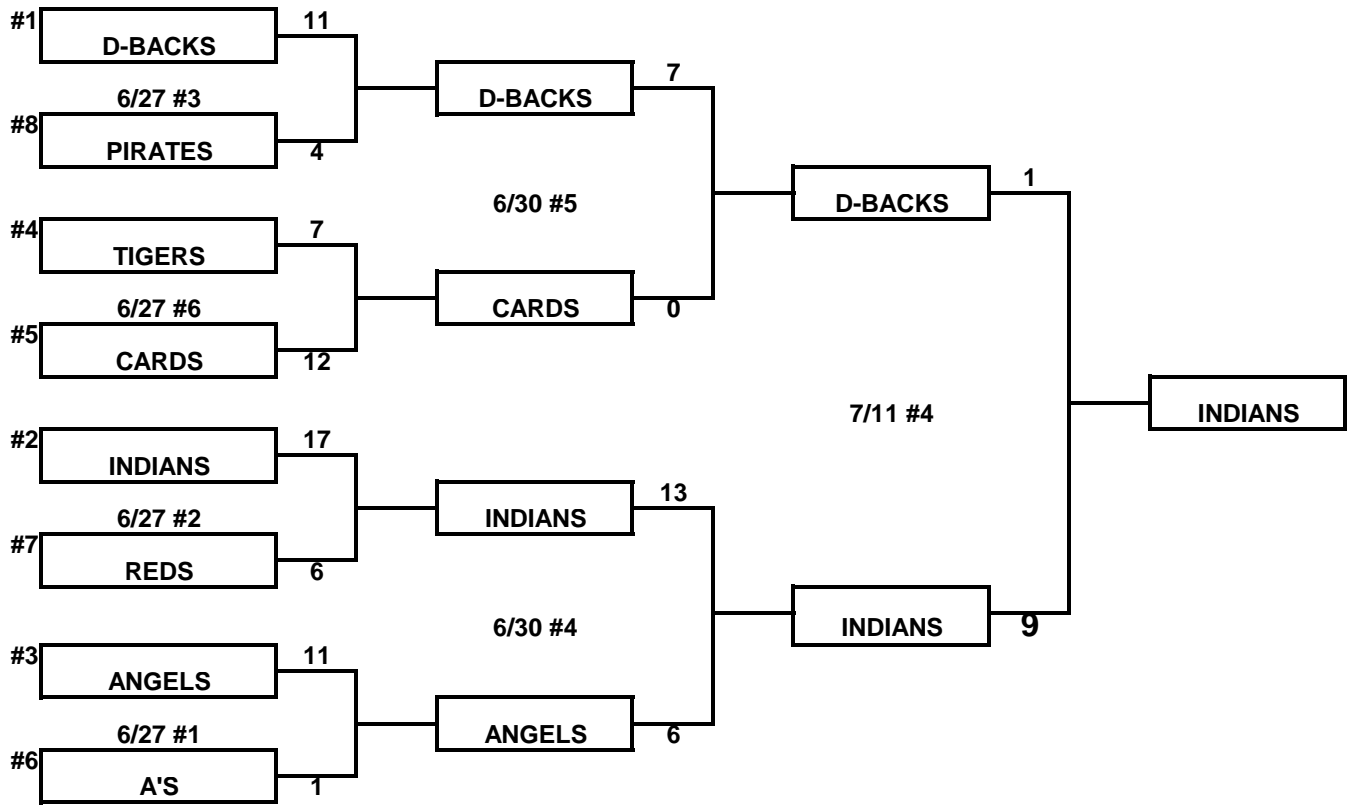 #1 D-BACKS 11
6/27 #3
#8 PIRATES 4
#4 TIGERS 7
6/27 #6
#5 CARDS 12
#2 INDIANS 17
6/27 #2
#7 REDS 6
#3 ANGELS 11
6/27 #1
#6 A'S 1
D-BACKS 7
6/30 #5
CARDS 0
INDIANS 13
6/30 #4
ANGELS 6
D-BACKS 1
7/11 #4
INDIANS 9
INDIANS